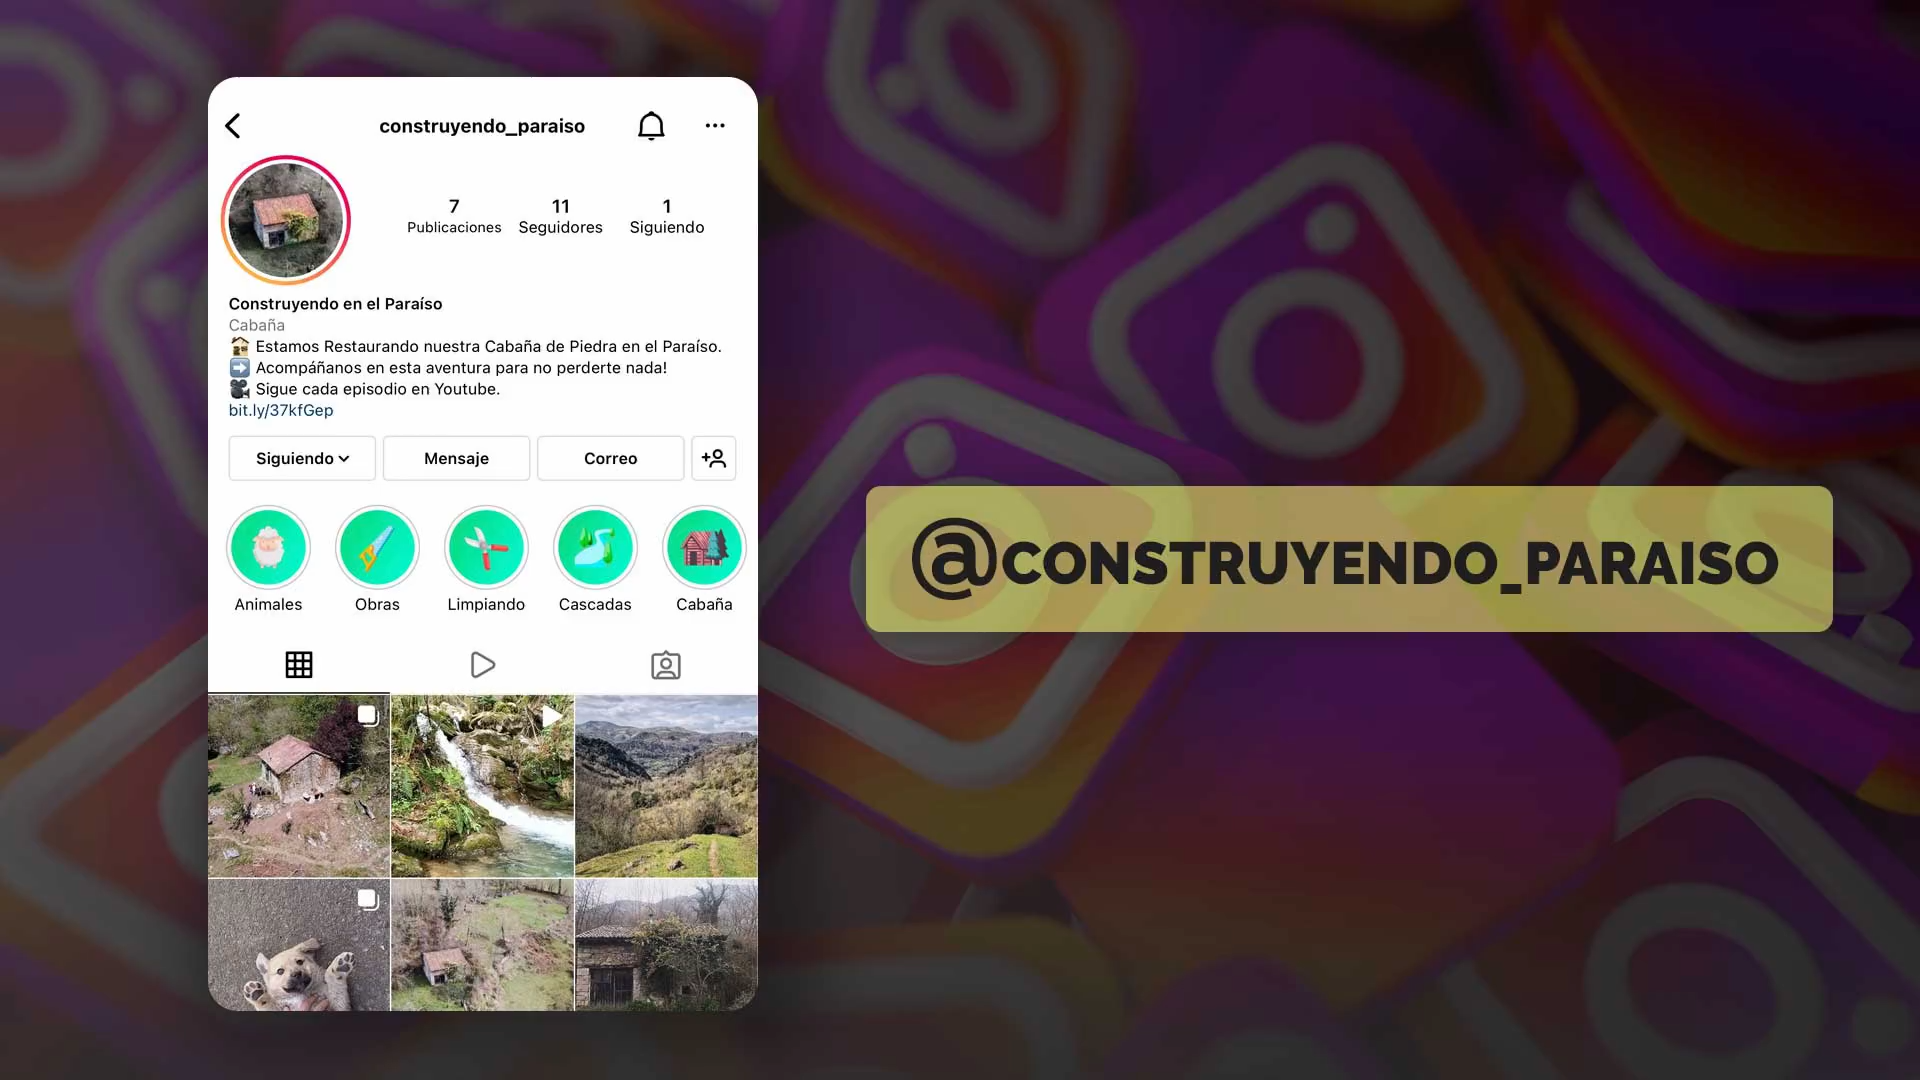 construyendo_paraiso
7 11 1
Publicaciones Seguidores Siguiendo
Construyendo en el Paraíso
Cabaña
Estamos Restaurando nuestra Cabaña de Piedra en el Paraíso.
Acompáñanos en esta aventura para no perderte nada!
Sigue cada episodio en Youtube.
bit.ly/37kfGep
Siguiendo Mensaje Correo
Animales Obras Limpiando Cascadas Cabaña
@CONSTRUYENDO_PARAISO